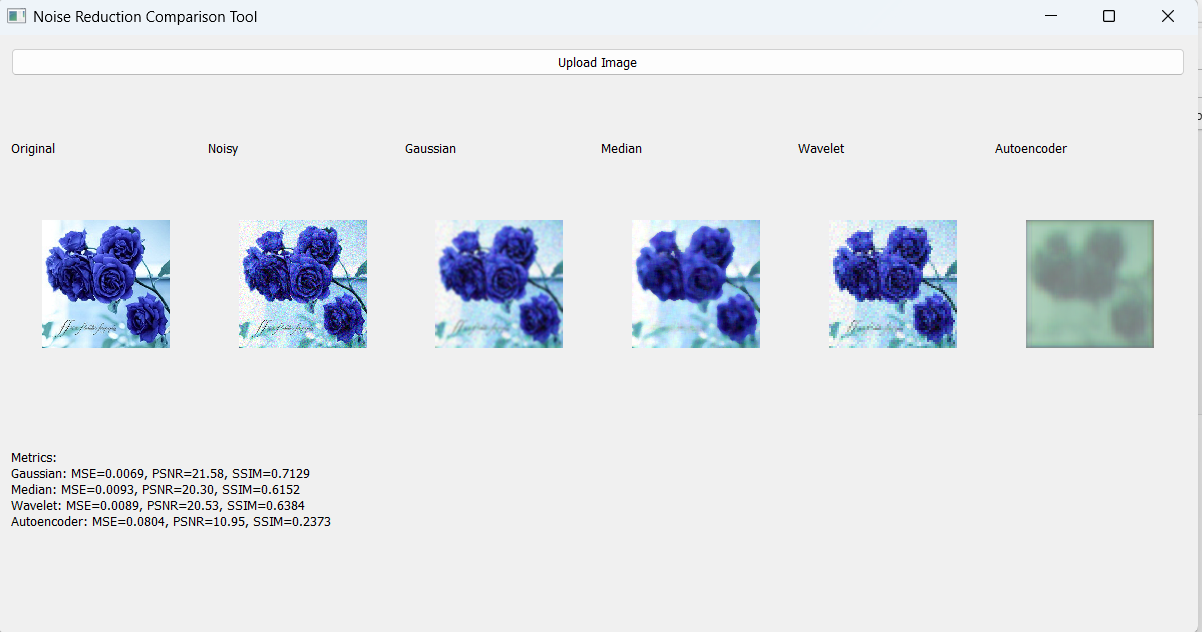 Noise Reduction Comparison Tool
Upload Image
Original Noisy Gaussian Median Wavelet Autoencoder
Metrics:
Gaussian: MSE=0.0069, PSNR=21.58, SSIM=0.7129
Median: MSE=0.0093, PSNR=20.30, SSIM=0.6152
Wavelet: MSE=0.0089, PSNR=20.53, SSIM=0.6384
Autoencoder: MSE=0.0804, PSNR=10.95, SSIM=0.2373